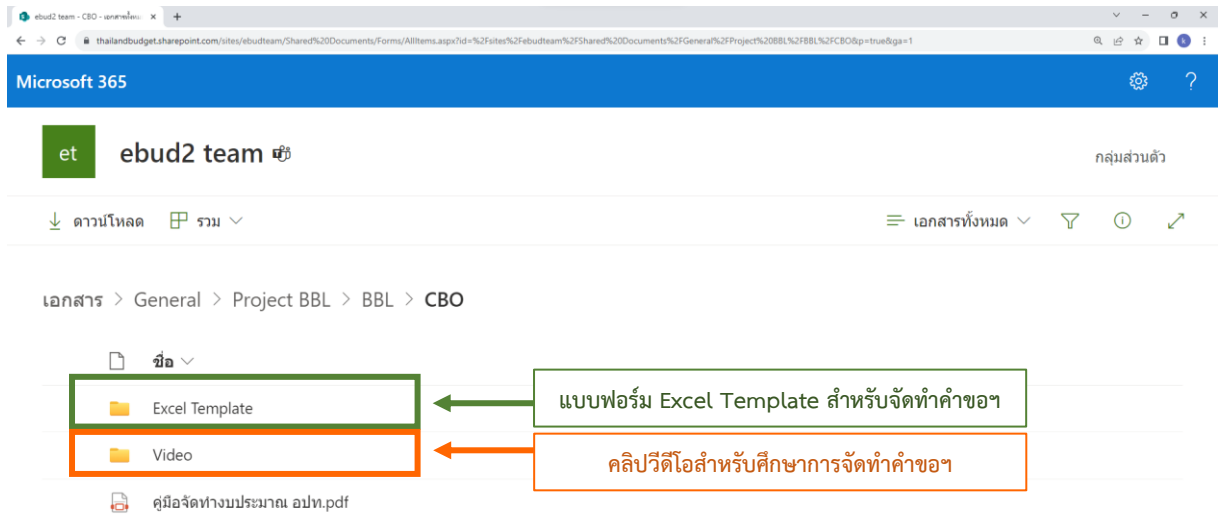 ebud2 team - CBO - เอกสารทั้งหมด
thailandbudget.sharepoint.com/sites/ebudteam/Shared%20Documents/Forms/AllItems.aspx?id=%2Fsites%2Febudteam%2FShared%20Documents%2FGeneral%2FProject%20BBL%2FBBL%2FCBO&p=true&ga=1
k
Microsoft 365
?
et
ebud2 team
กลุ่มส่วนตัว
ดาวน์โหลด
รวม
เอกสารทั้งหมด
เอกสาร > General > Project BBL > BBL > CBO
ชื่อ
Excel Template
แบบฟอร์ม Excel Template สำหรับจัดทำคำขอฯ
Video
คลิปวีดีโอสำหรับศึกษาการจัดทำคำขอฯ
คู่มือจัดทำงบประมาณ อปท.pdf